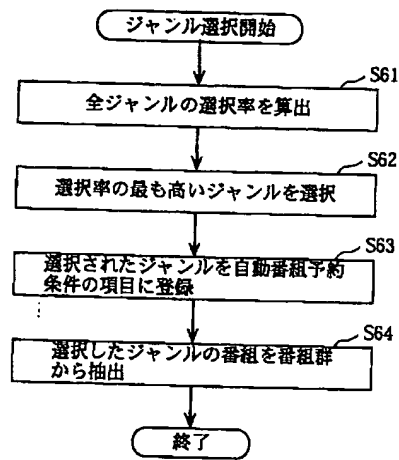 ジャンル選択開始
S61
全ジャンルの選択率を算出
S62
選択率の最も高いジャンルを選択
S63
選択されたジャンルを自動番組予約
条件の項目に登録
S64
選択したジャンルの番組を番組群
から抽出
終了